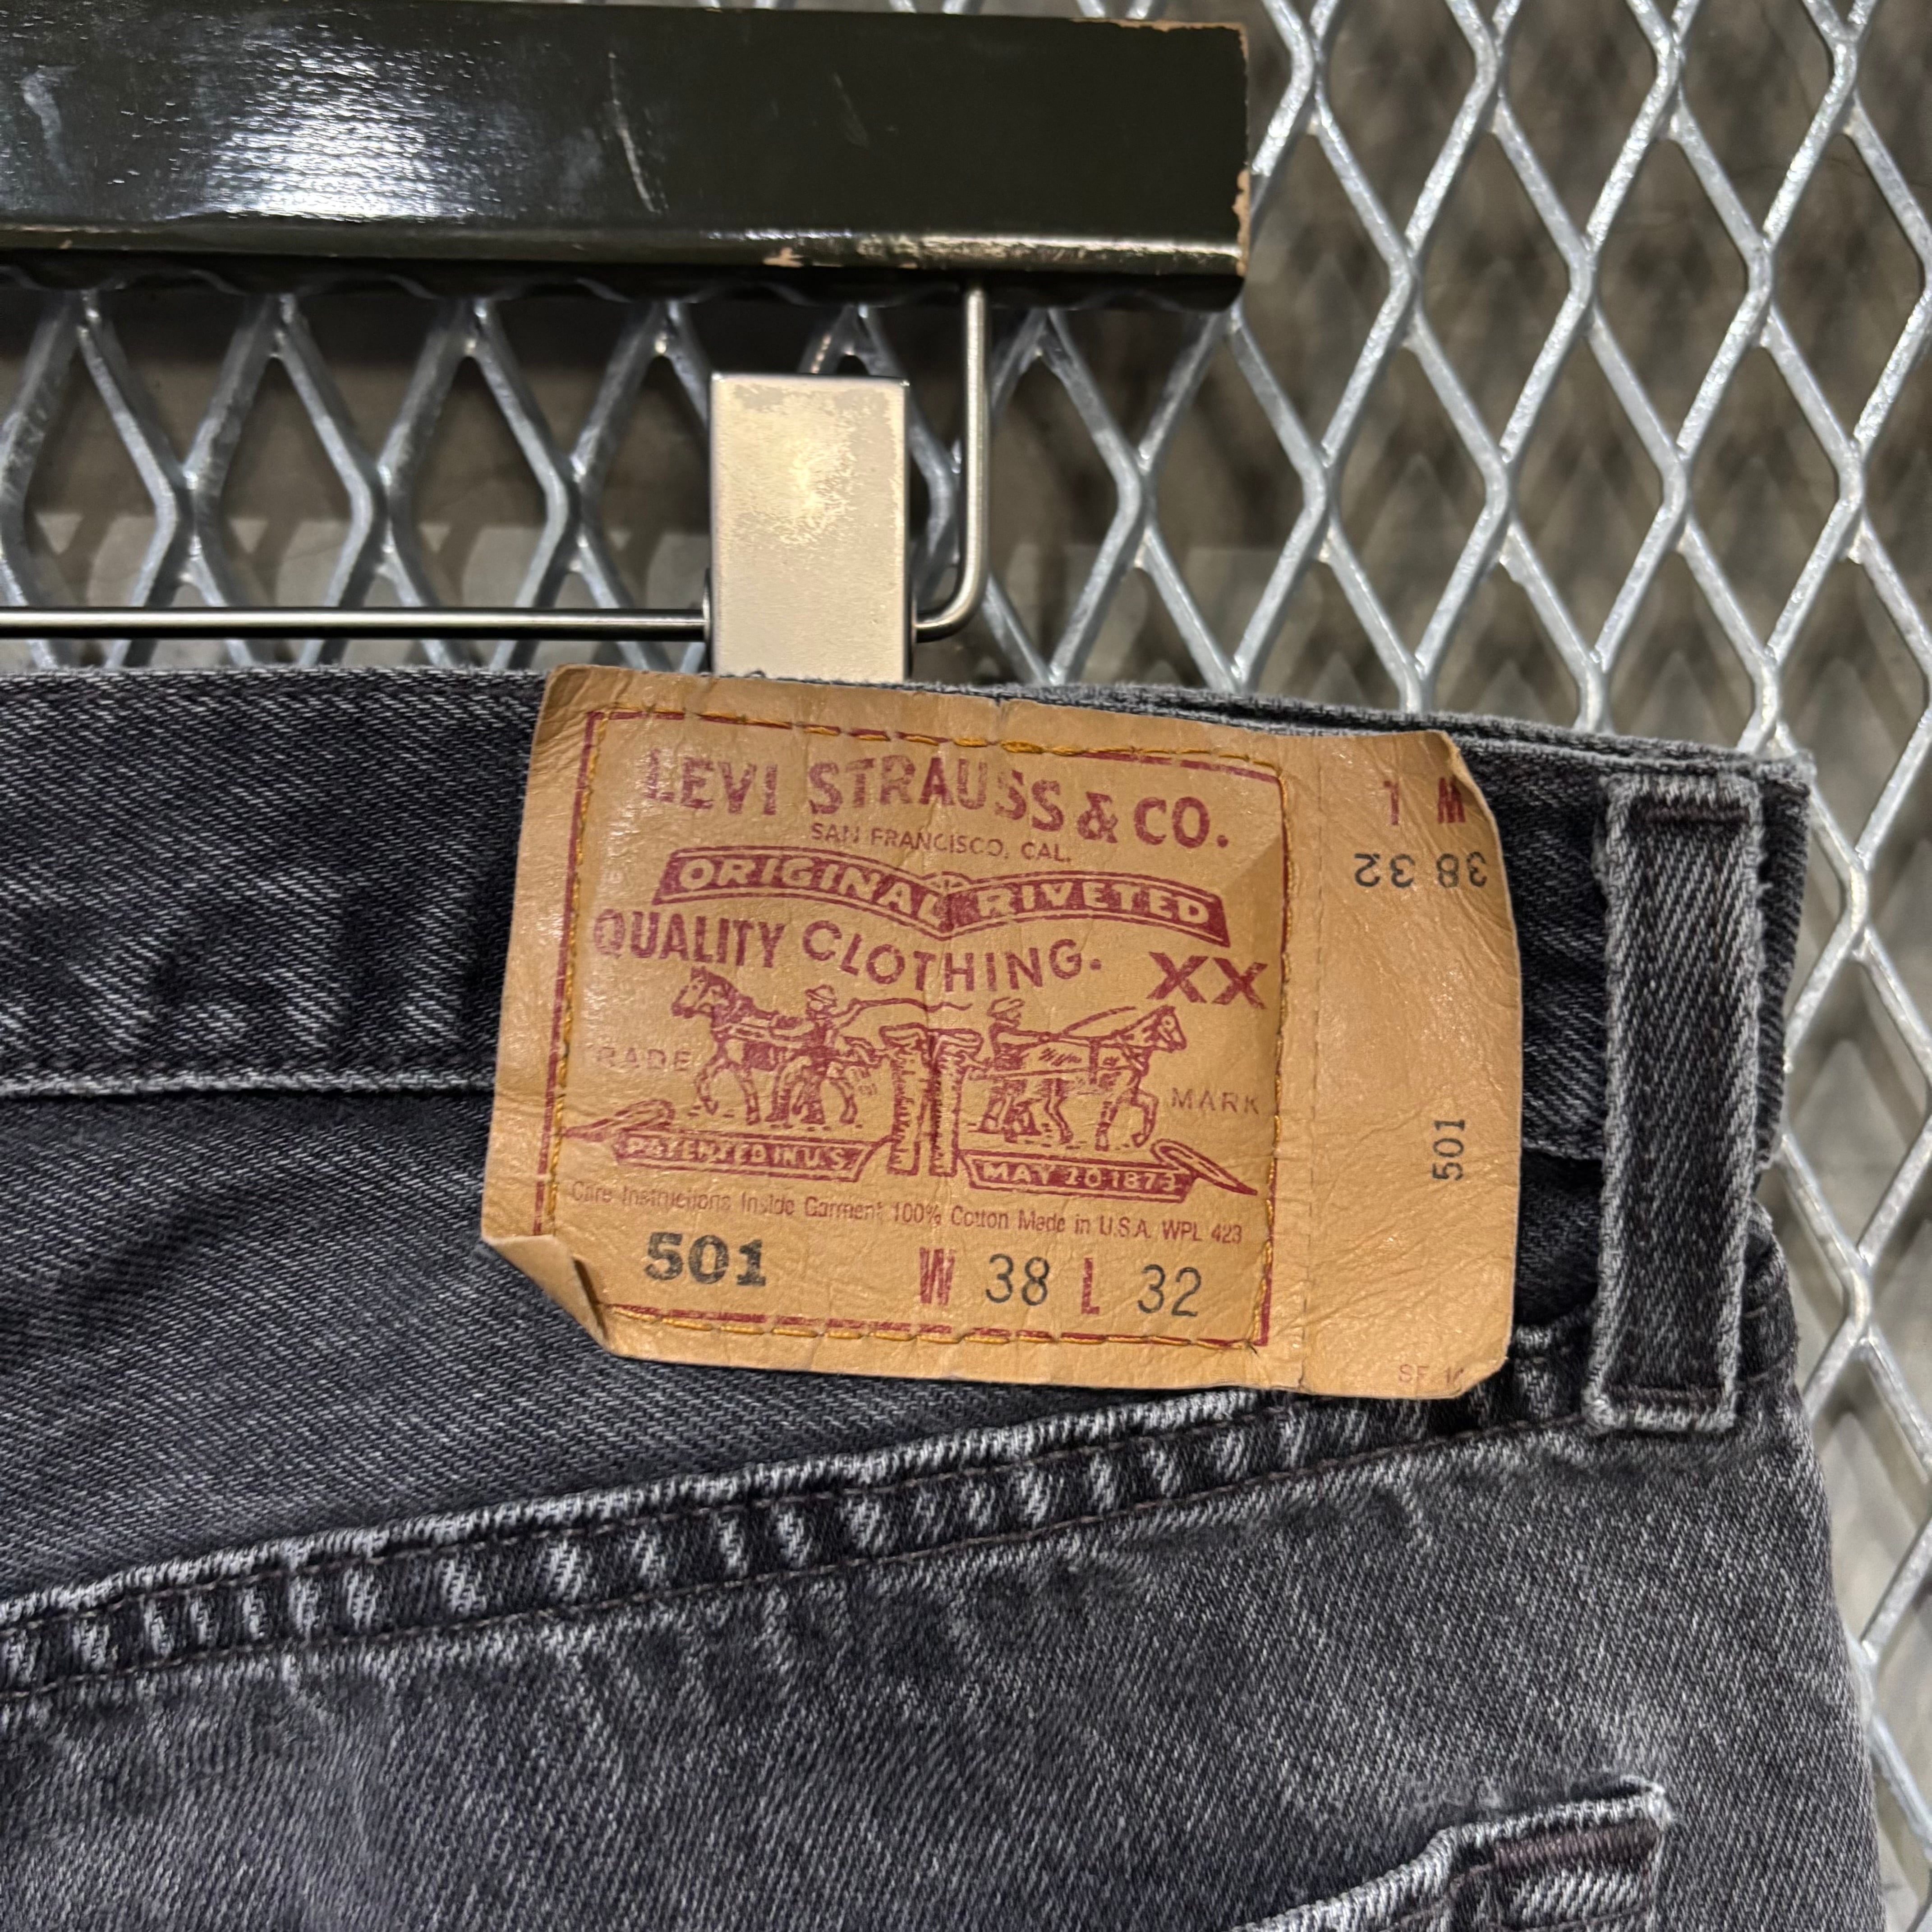 LEVI STRAUSS & CO.
SAN FRANCISCO, CAL.
ORIGINAL RIVETED
QUALITY CLOTHING.
XX
TRADE MARK
PATENTED IN U.S.
MAY 20 1873
Care Instructions Inside Garment 100% Cotton Made in U.S.A. WPL 423
501 W 38 L 32
W L
38 32
501
SF